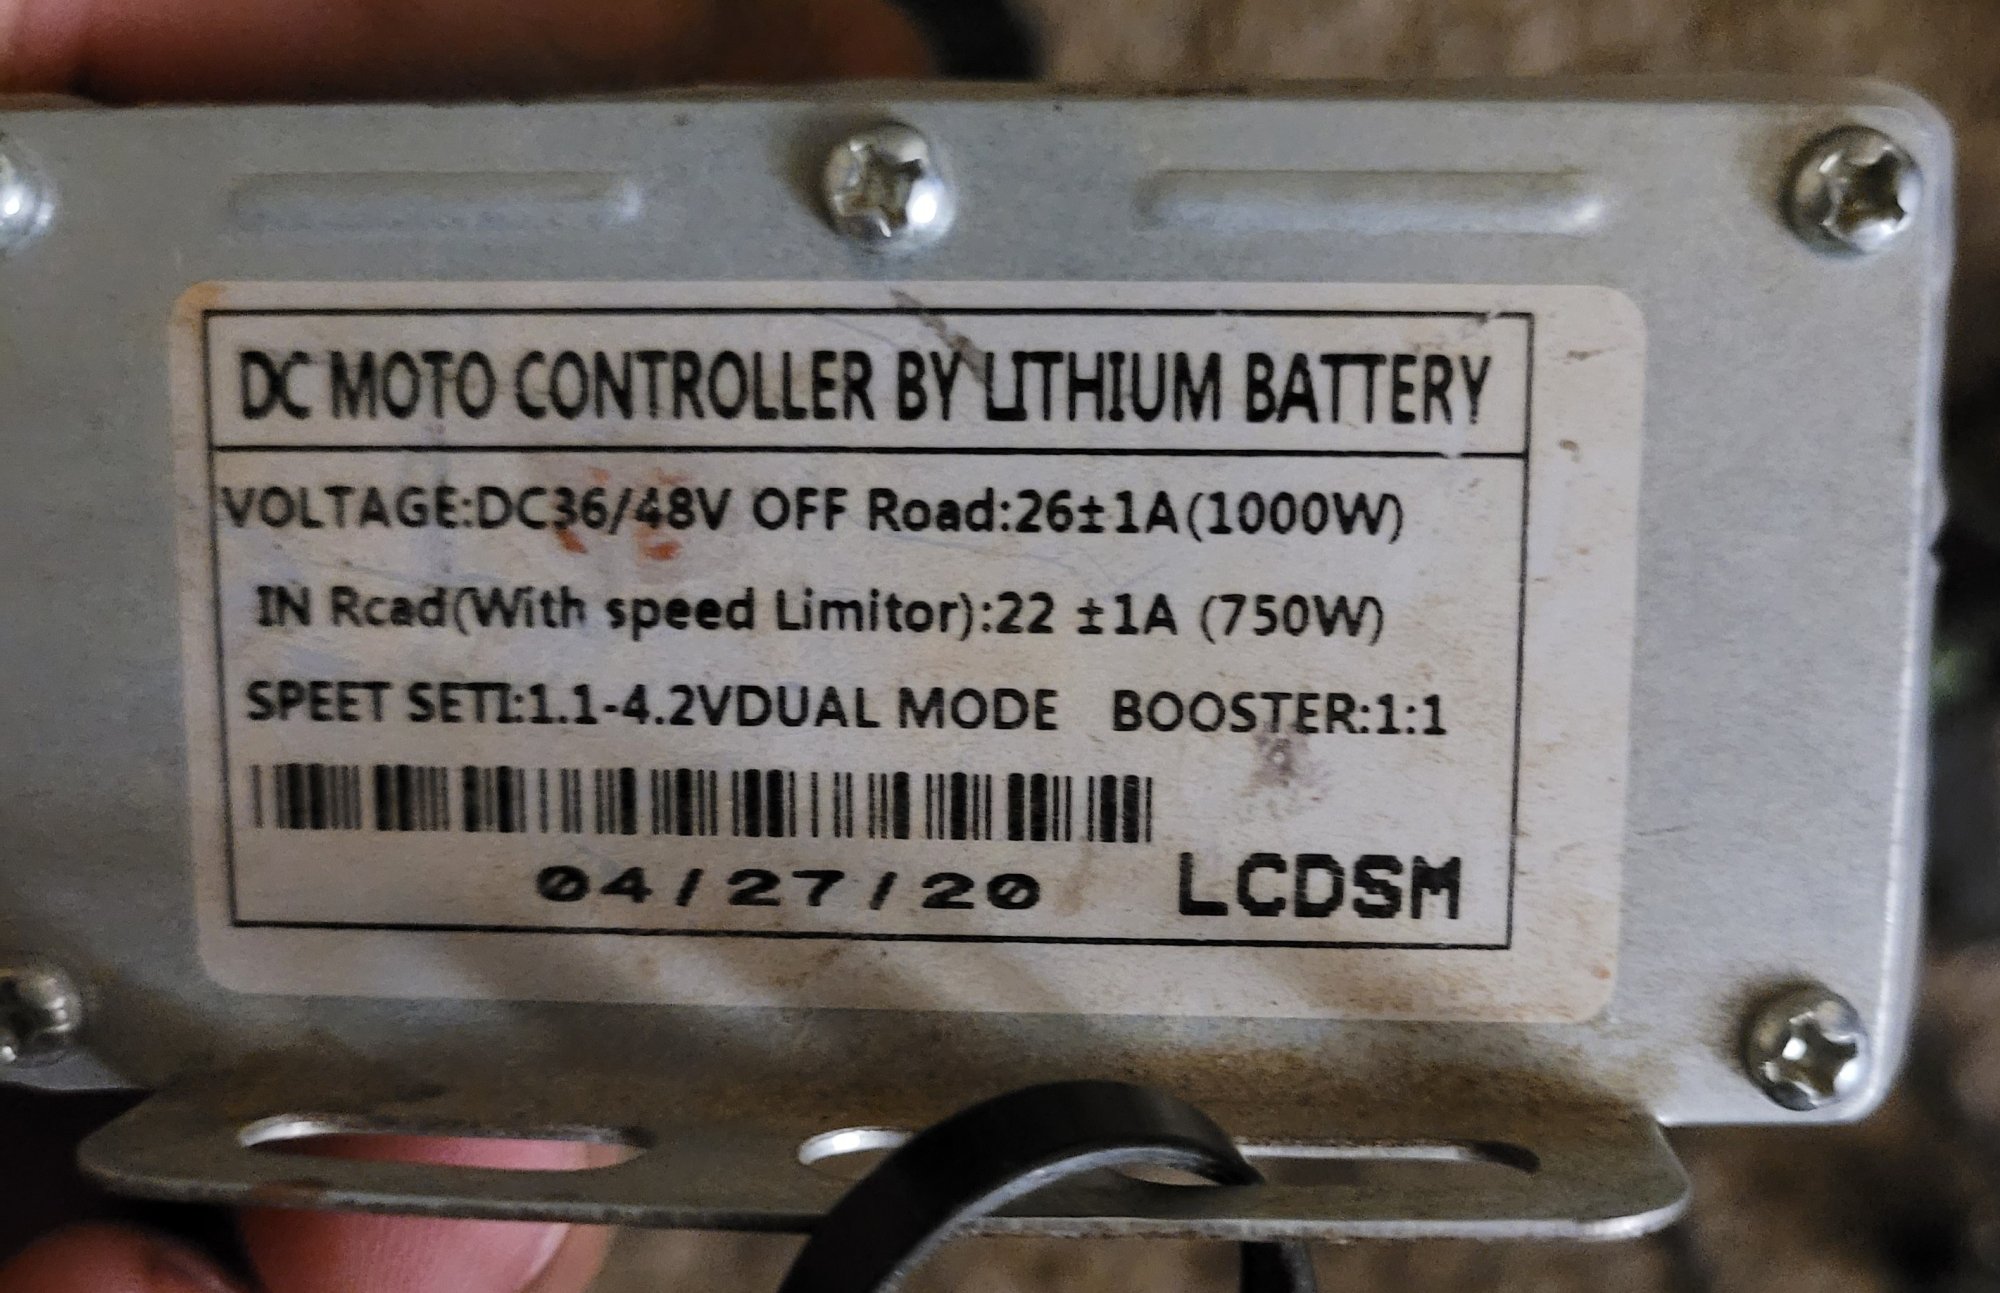 DC MOTO CONTROLLER BY LITHIUM BATTERY
VOLTAGE:DC36/48V OFF Road:26±1A(1000W)
IN Rcad(With speed Limitor):22 ±1A (750W)
SPEET SETI:1.1-4.2VDUAL MODE BOOSTER:1:1
04/27/20 LCDSM